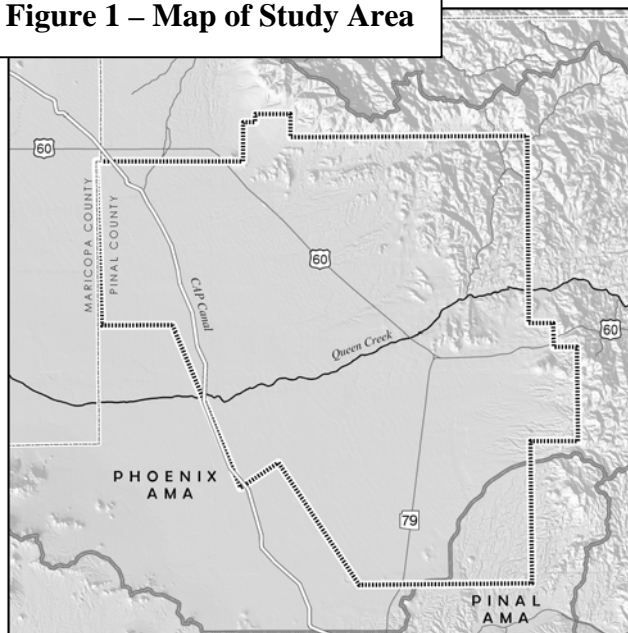 Figure 1 – Map of Study Area
60
MARICOPA COUNTY
PINAL COUNTY
60
CAP Canal
60
Queen Creek
PHOENIX
AMA
79
PINAL
AMA